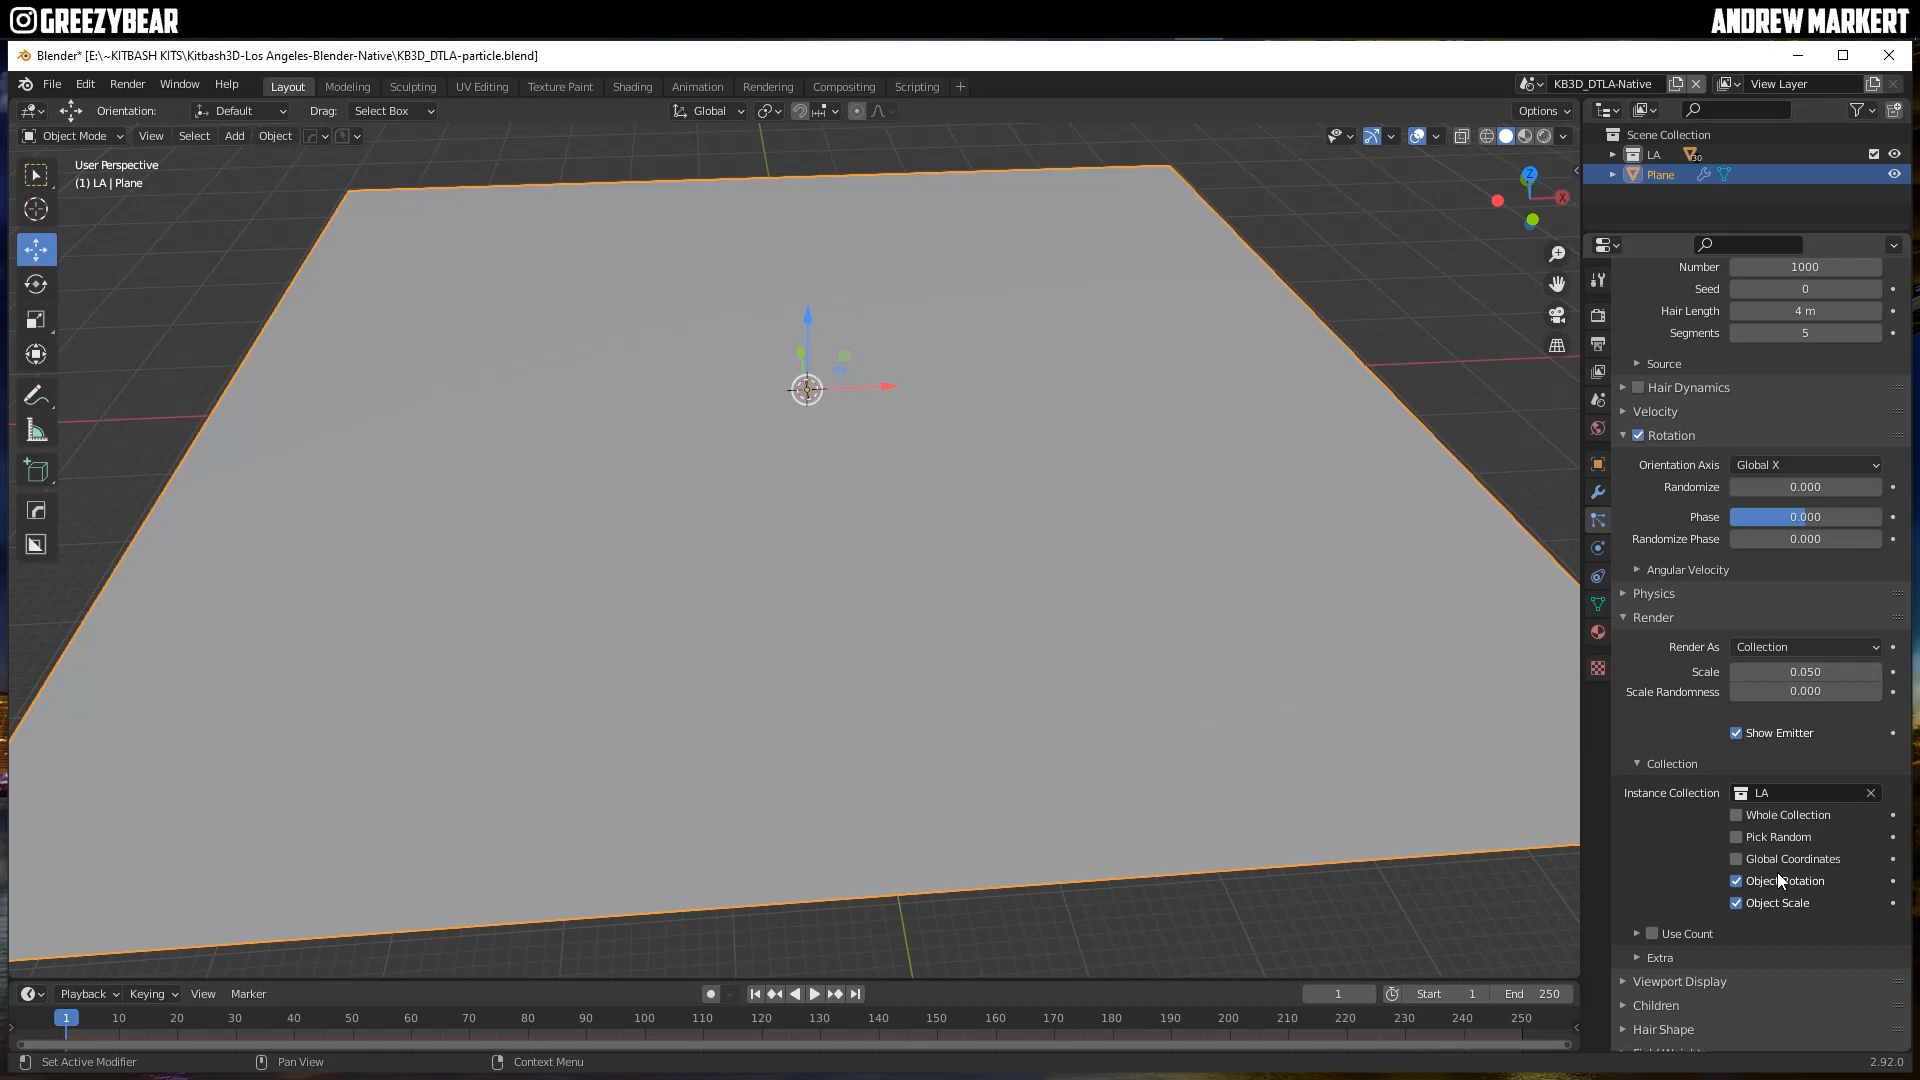 GREEZYBEAR
ANDREW MARKERT
Blender* [E:\~KITBASH KITS\Kitbash3D-Los Angeles-Blender-Native\KB3D_DTLA-particle.blend]
File Edit Render Window Help Layout Modeling Sculpting UV Editing Texture Paint Shading Animation Rendering Compositing Scripting +
KB3D_DTLA-Native View Layer
Orientation: Default Drag: Select Box Global Options
Object Mode View Select Add Object
User Perspective
(1) LA | Plane
Z
X
Scene Collection
LA 30
Plane
Number 1000
Seed 0
Hair Length 4 m
Segments 5
Source
Hair Dynamics
Velocity
Rotation
Orientation Axis Global X
Randomize 0.000
Phase 0.000
Randomize Phase 0.000
Angular Velocity
Physics
Render
Render As Collection
Scale 0.050
Scale Randomness 0.000
Show Emitter
Collection
Instance Collection LA
Whole Collection
Pick Random
Global Coordinates
Object Rotation
Object Scale
Use Count
Extra
Viewport Display
Children
Hair Shape
Playback Keying View Marker 1 Start 1 End 250
1 10 20 30 40 50 60 70 80 90 100 110 120 130 140 150 160 170 180 190 200 210 220 230 240 250
Set Active Modifier Pan View Context Menu 2.92.0